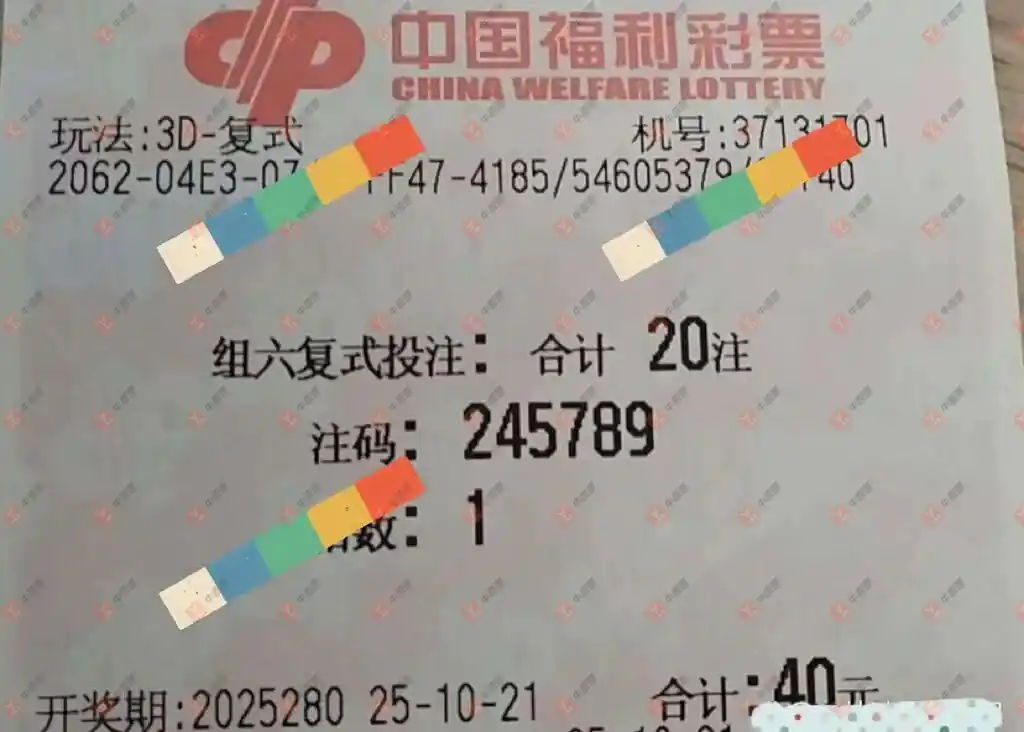 中国福利彩票
CHINA WELFARE LOTTERY
玩法:3D-复式 机号:37131701
2062-04E3-07 FF47-4185/54605379/ 40
组六复式投注: 合计 20注
注码: 245789
数: 1
开奖期:2025280 25-10-21 合计:40元